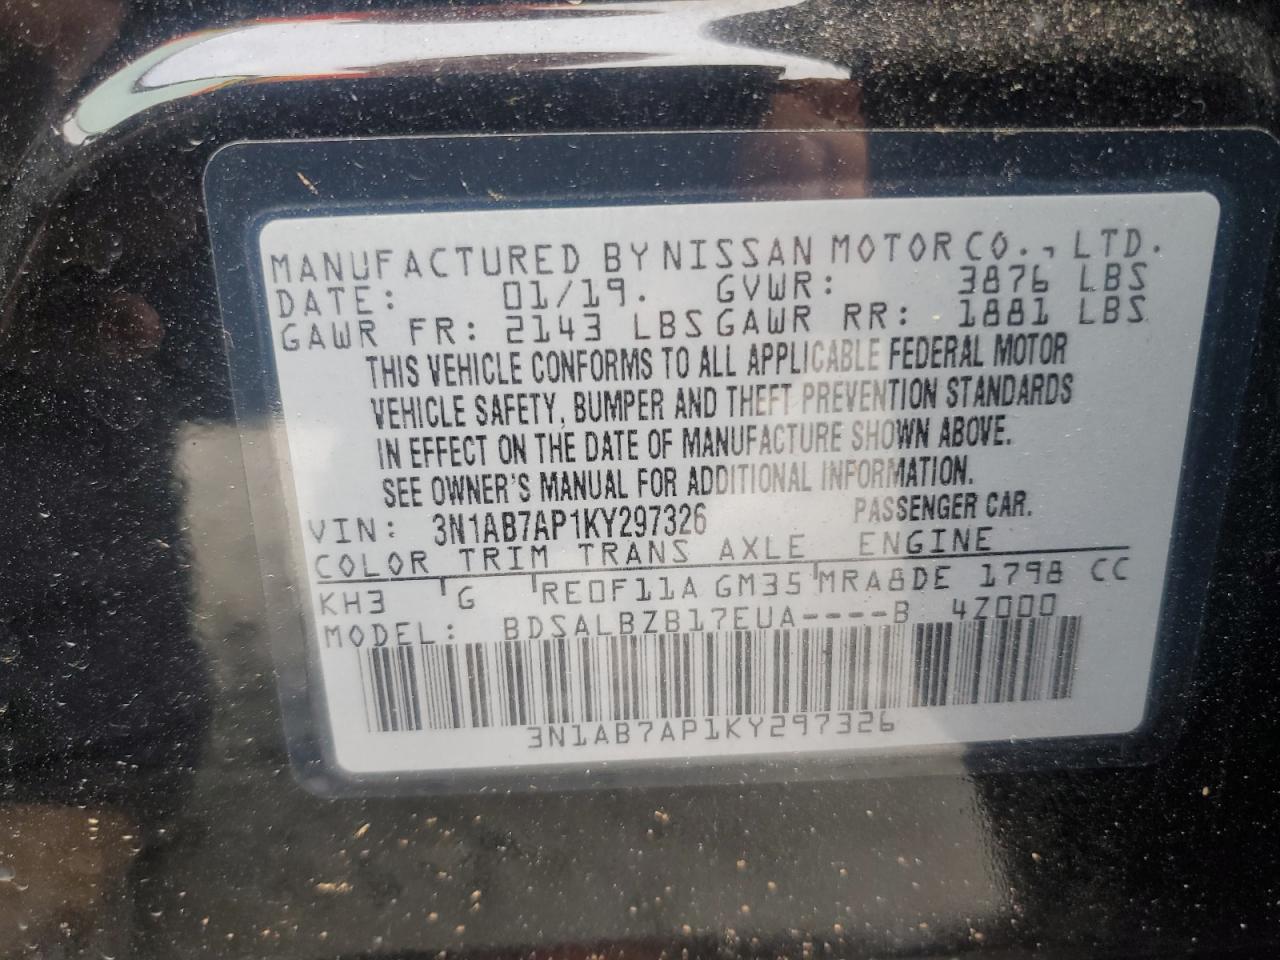 MANUFACTURED BY NISSAN MOTOR CO., LTD.
DATE: 01/19. GVWR: 3876 LBS
GAWR FR: 2143 LBS GAWR RR: 1881 LBS
THIS VEHICLE CONFORMS TO ALL APPLICABLE FEDERAL MOTOR
VEHICLE SAFETY, BUMPER AND THEFT PREVENTION STANDARDS
IN EFFECT ON THE DATE OF MANUFACTURE SHOWN ABOVE.
SEE OWNER'S MANUAL FOR ADDITIONAL INFORMATION.
VIN: 3N1AB7AP1KY297326 PASSENGER CAR.
COLOR TRIM TRANS AXLE ENGINE
KH3 G RE0F11A GM35 MRA8DE 1798 CC
MODEL: BDSALBZB17EUA----B 4Z000
3N1AB7AP1KY297326